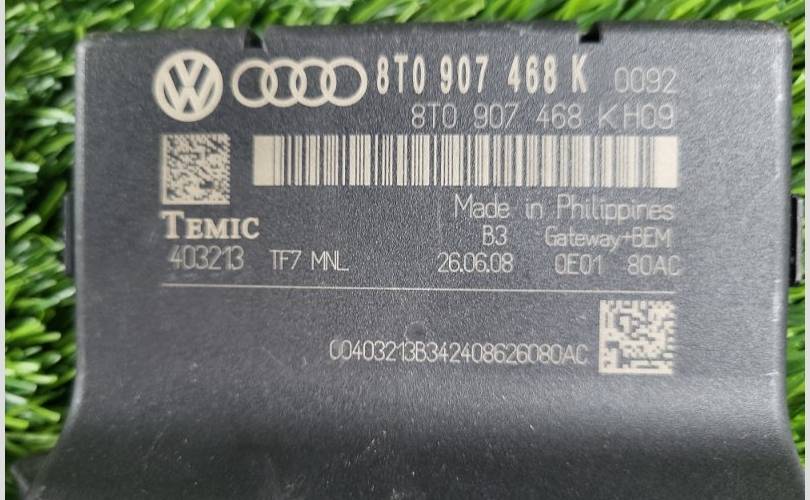 8T0 907 468 K 0092
8T0 907 468 K H09
Made in Philippines
TEMIC
B3 Gateway+BEM
403213 TF7 MNL 26.06.08 0E01 80AC
00403213B342408626080AC